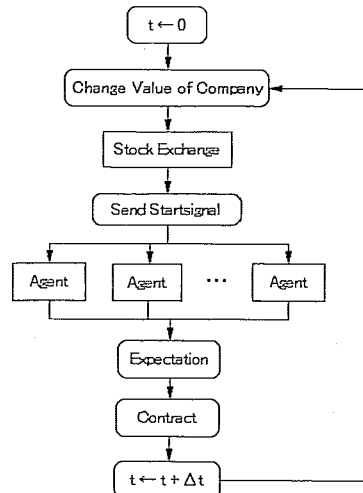 t ← 0
Change Value of Company
Stock Exchange
Send Startsignal
Agent Agent ... Agent
Expectation
Contract
t ← t + Δt